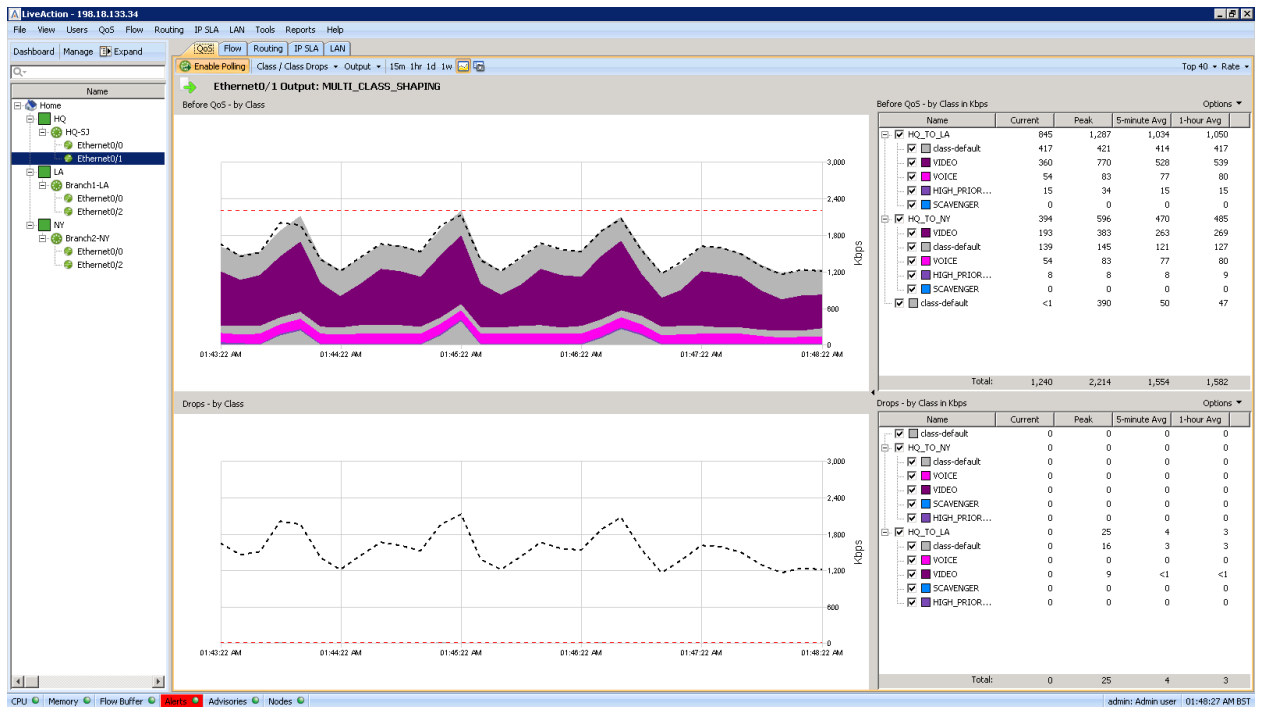 LiveAction - 198.18.133.34
File View Users QoS Flow Routing IP SLA LAN Tools Reports Help
Dashboard Manage Expand
QoS Flow Routing IP SLA LAN
Enable Polling Class / Class Drops Output 15m 1hr 1d 1w Top 40 Rate
Name
Home
HQ
HQ-SJ
Ethernet0/0
Ethernet0/1
LA
Branch1-LA
Ethernet0/0
Ethernet0/2
NY
Branch2-NY
Ethernet0/0
Ethernet0/2
Ethernet0/1 Output: MULTI_CLASS_SHAPING
Before QoS - by Class
3,000
2,400
1,800
1,200
600
0
Kbps
01:43:22 AM 01:44:22 AM 01:45:22 AM 01:46:22 AM 01:47:22 AM 01:48:22 AM
Before QoS - by Class in Kbps Options
Name Current Peak 5-minute Avg 1-hour Avg
HQ_TO_LA 845 1,287 1,034 1,050
class-default 417 421 414 417
VIDEO 360 770 528 539
VOICE 54 83 77 80
HIGH_PRIOR... 15 34 15 15
SCAVENGER 0 0 0 0
HQ_TO_NY 394 596 470 485
VIDEO 193 383 263 269
class-default 139 145 121 127
VOICE 54 83 77 80
HIGH_PRIOR... 8 8 8 9
SCAVENGER 0 0 0 0
class-default <1 390 50 47
Total: 1,240 2,214 1,554 1,582
Drops - by Class
3,000
2,400
1,800
1,200
600
0
Kbps
01:43:22 AM 01:44:22 AM 01:45:22 AM 01:46:22 AM 01:47:22 AM 01:48:22 AM
Drops - by Class in Kbps Options
Name Current Peak 5-minute Avg 1-hour Avg
class-default 0 0 0 0
HQ_TO_NY 0 0 0 0
class-default 0 0 0 0
VOICE 0 0 0 0
VIDEO 0 0 0 0
SCAVENGER 0 0 0 0
HIGH_PRIOR... 0 0 0 0
HQ_TO_LA 0 25 4 3
class-default 0 16 3 3
VOICE 0 0 0 0
VIDEO 0 9 <1 <1
SCAVENGER 0 0 0 0
HIGH_PRIOR... 0 0 0 0
Total: 0 25 4 3
CPU Memory Flow Buffer Alerts Advisories Nodes admin: Admin user 01:48:27 AM BST